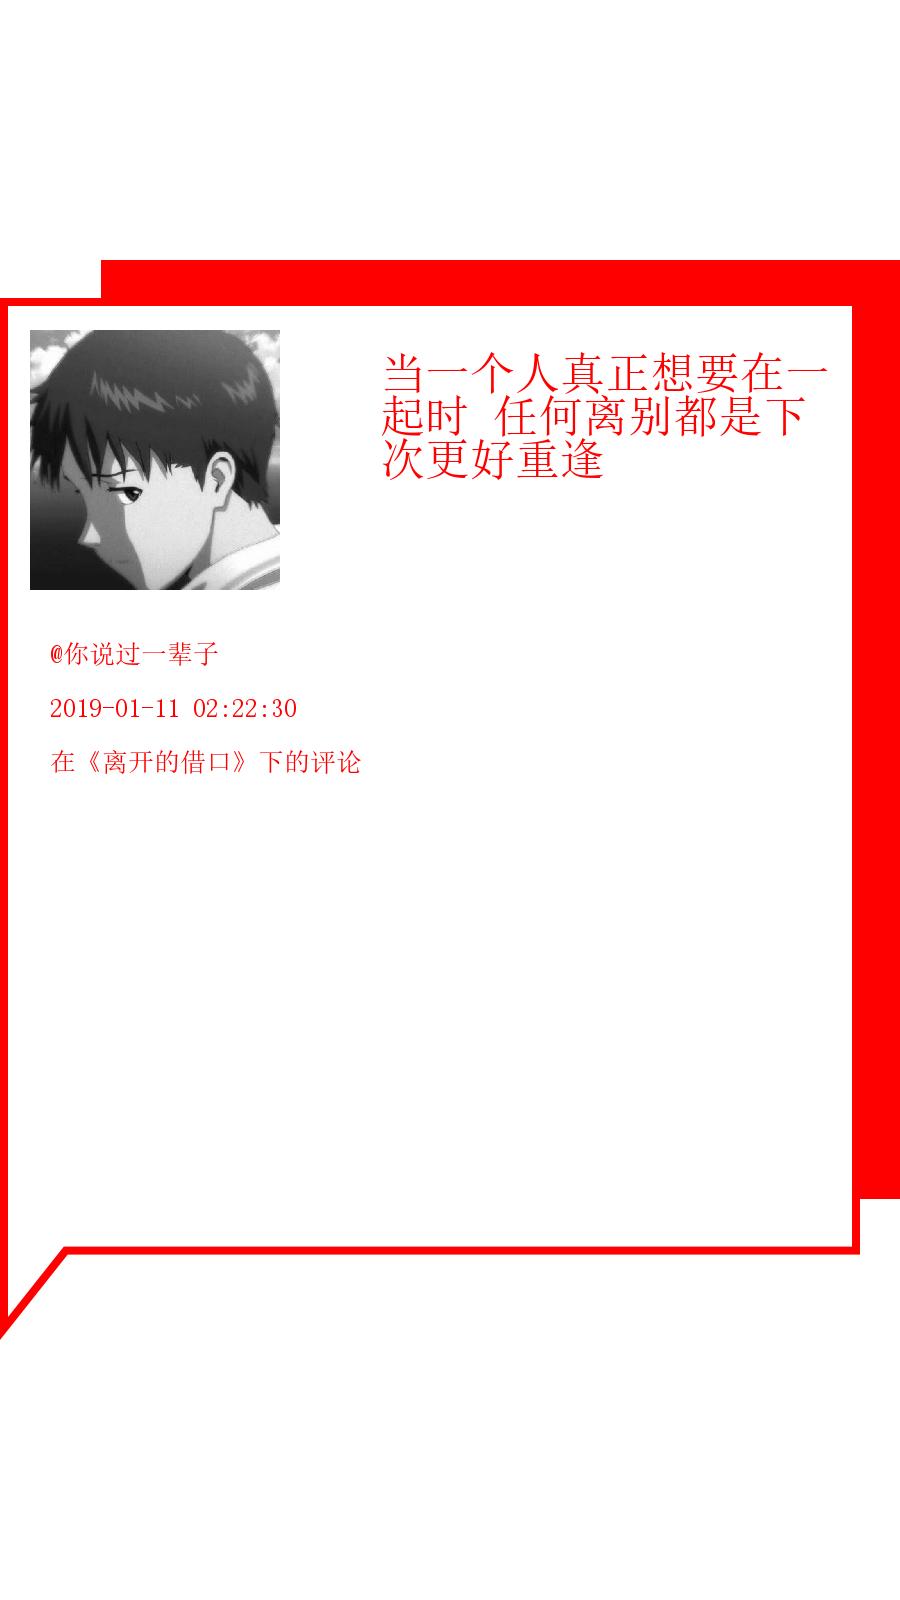 当一个人真正想要在一
起时 任何离别都是下
次更好重逢
@你说过一辈子
2019-01-11 02:22:30
在《离开的借口》下的评论